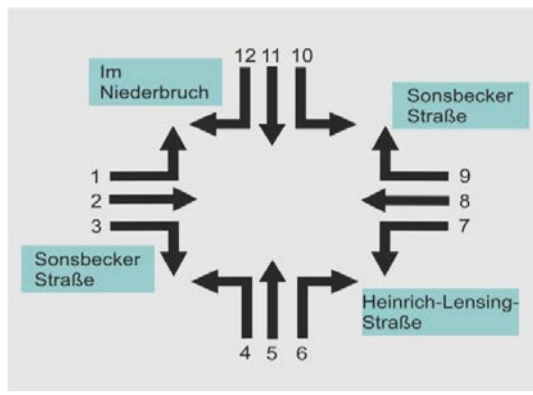 12 11 10
Im
Niederbruch
Sonsbecker
Straße
1
2
3
9
8
7
Sonsbecker
Straße
Heinrich-Lensing-
Straße
4 5 6